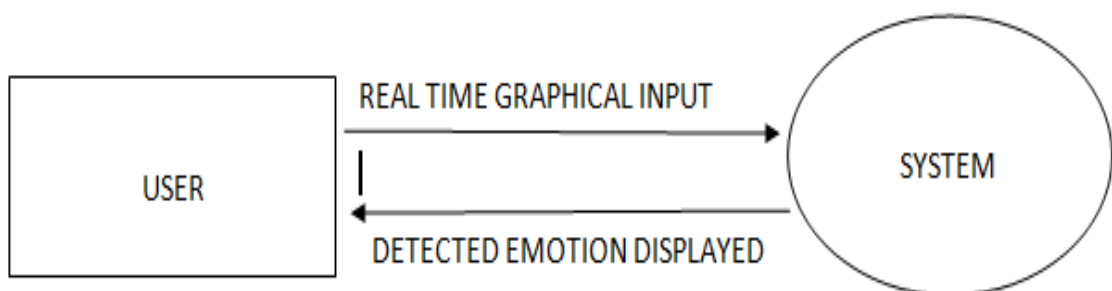 REAL TIME GRAPHICAL INPUT
USER
SYSTEM
DETECTED EMOTION DISPLAYED